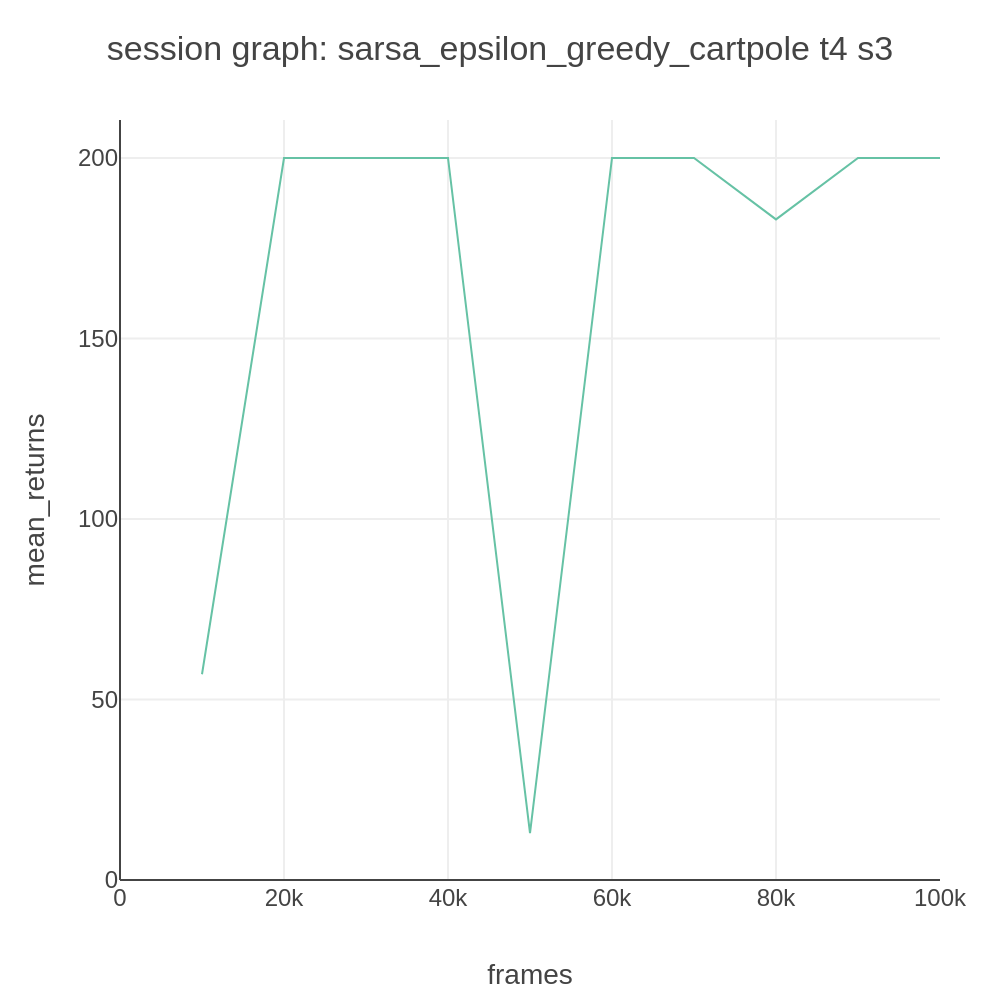 session graph: sarsa_epsilon_greedy_cartpole t4 s3
200
150
100
50
0
mean_returns
0 20k 40k 60k 80k 100k
frames